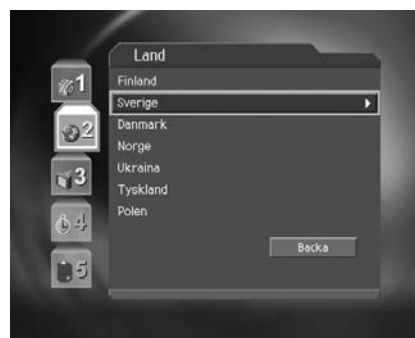 Land
1
Finland
Sverige
2
Danmark
Norge
3
Ukraina
Tyskland
Polen
4
Backa
5